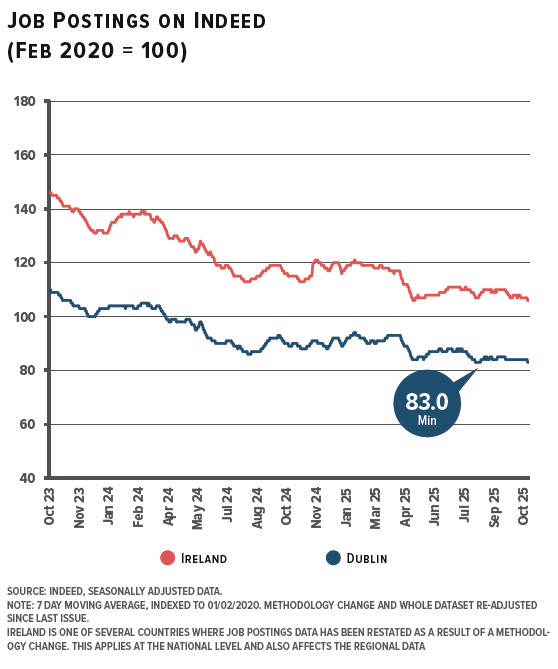 Job Postings on Indeed
(Feb 2020 = 100)
180
160
140
120
100
80
60
40
83.0
Min
Oct 23
Nov 23
Jan 24
Feb 24
Apr 24
May 24
Jul 24
Aug 24
Oct 24
Nov 24
Jan 25
Mar 25
Apr 25
Jun 25
Jul 25
Sep 25
Oct 25
Ireland
Dublin
SOURCE: INDEED, SEASONALLY ADJUSTED DATA.
NOTE: 7 DAY MOVING AVERAGE, INDEXED TO 01/02/2020. METHODOLOGY CHANGE AND WHOLE DATASET RE-ADJUSTED
SINCE LAST ISSUE.
IRELAND IS ONE OF SEVERAL COUNTRIES WHERE JOB POSTINGS DATA HAS BEEN RESTATED AS A RESULT OF A METHODOL-
OGY CHANGE. THIS APPLIES AT THE NATIONAL LEVEL AND ALSO AFFECTS THE REGIONAL DATA